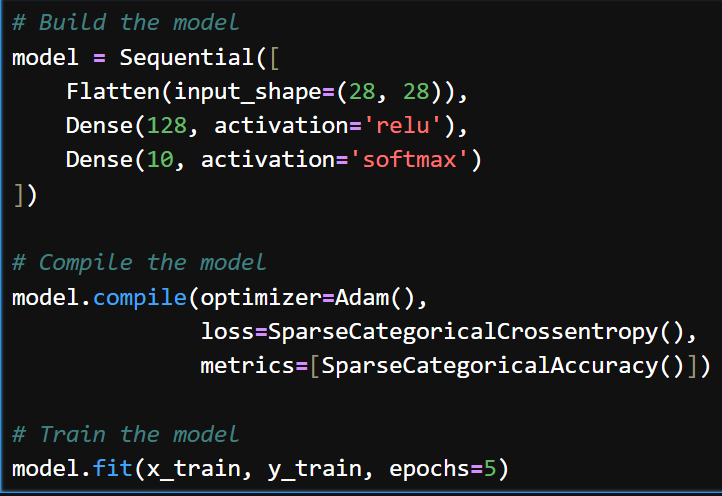 # Build the model
model = Sequential([
    Flatten(input_shape=(28, 28)),
    Dense(128, activation='relu'),
    Dense(10, activation='softmax')
])

# Compile the model
model.compile(optimizer=Adam(),
              loss=SparseCategoricalCrossentropy(),
              metrics=[SparseCategoricalAccuracy()])

# Train the model
model.fit(x_train, y_train, epochs=5)